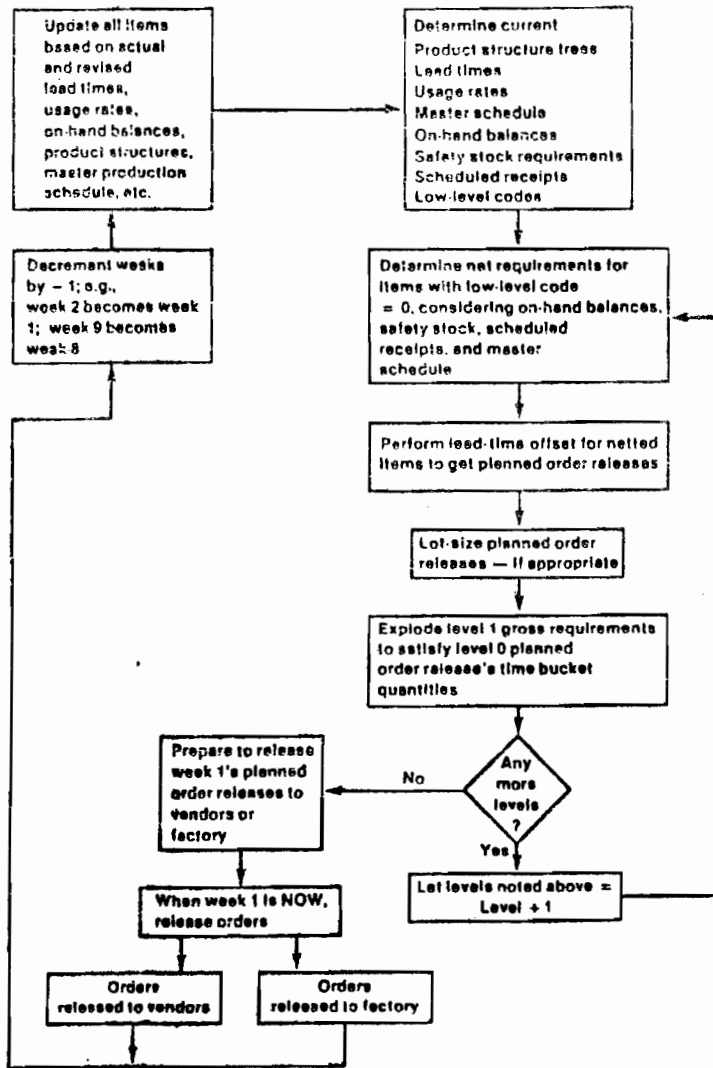 Update all items
based on actual
and revised
lead times,
usage rates,
on-hand balances,
product structures,
master production
schedule, etc.
Determine current
Product structure trees
Lead times
Usage rates
Master schedule
On-hand balances
Safety stock requirements
Scheduled receipts
Low-level codes
Decrement weeks
by – 1; e.g.,
week 2 becomes week
1; week 9 becomes
week 8
Determine net requirements for
items with low-level code
= 0, considering on-hand balances,
safety stock, scheduled
receipts, and master
schedule
Perform lead-time offset for netted
items to get planned order releases
Lot-size planned order
releases — if appropriate
Explode level 1 gross requirements
to satisfy level 0 planned
order release's time bucket
quantities
Any
more
levels
?
No
Yes
Prepare to release
week 1's planned
order releases to
vendors or
factory
Let levels noted above =
Level + 1
When week 1 is NOW,
release orders
Orders
released to vendors
Orders
released to factory